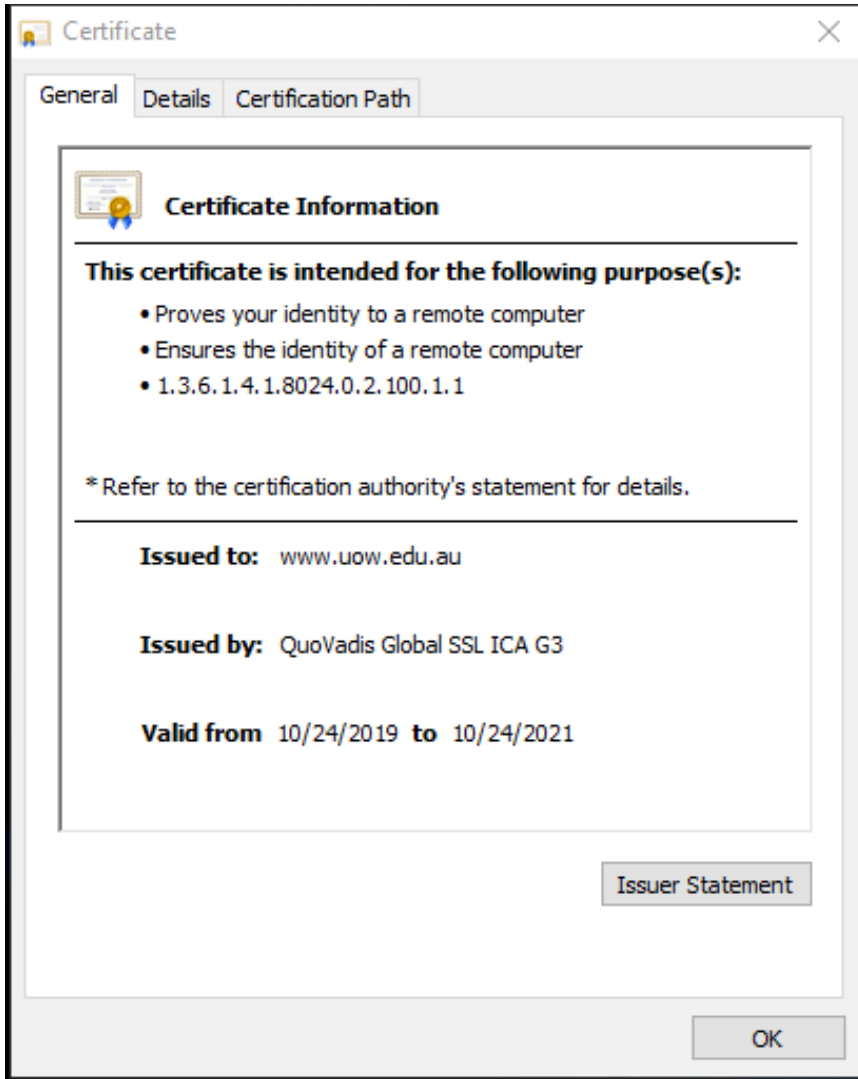 Certificate
General Details Certification Path
Certificate Information
This certificate is intended for the following purpose(s):
• Proves your identity to a remote computer
• Ensures the identity of a remote computer
• 1.3.6.1.4.1.8024.0.2.100.1.1
* Refer to the certification authority's statement for details.
Issued to: www.uow.edu.au
Issued by: QuoVadis Global SSL ICA G3
Valid from 10/24/2019 to 10/24/2021
Issuer Statement
OK